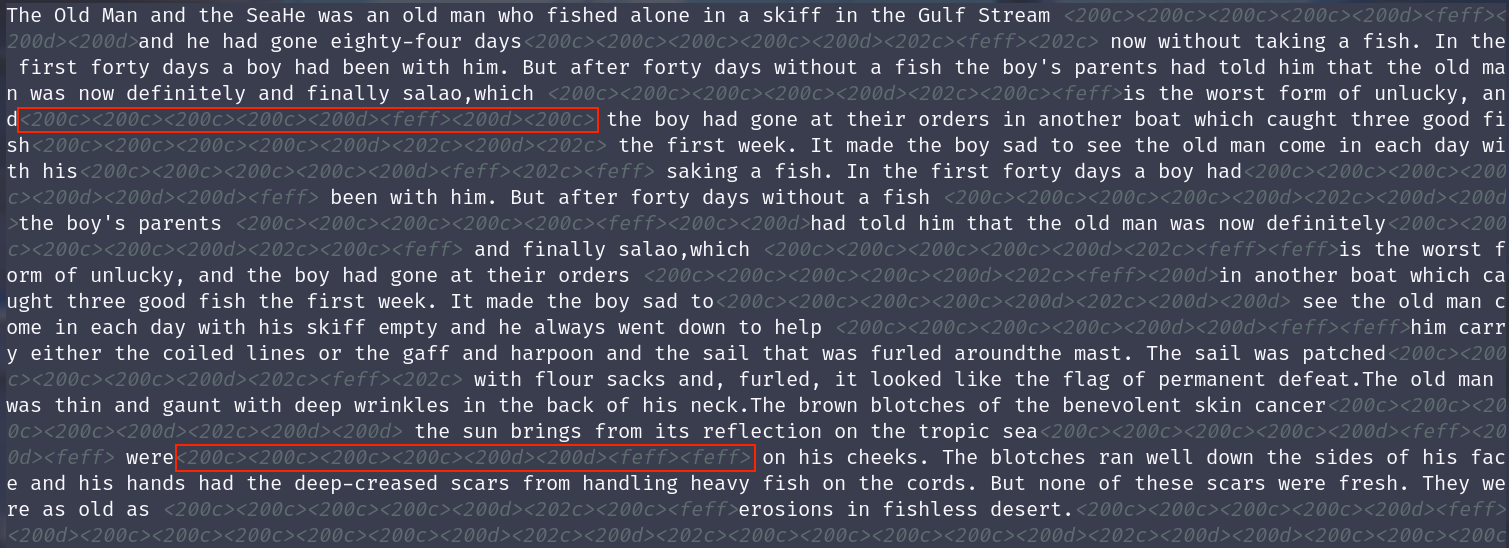 The Old Man and the SeaHe was an old man who fished alone in a skiff in the Gulf Stream <200c><200c><200c><200c><200d><feff><
200d><200d>and he had gone eighty-four days<200c><200c><200c><200c><200d><202c><feff><202c> now without taking a fish. In the
 first forty days a boy had been with him. But after forty days without a fish the boy's parents had told him that the old ma
n was now definitely and finally salao,which <200c><200c><200c><200c><200d><202c><200c><feff>is the worst form of unlucky, an
d<200c><200c><200c><200c><200d><feff><200d><200c> the boy had gone at their orders in another boat which caught three good fi
sh<200c><200c><200c><200c><200d><202c><200d><202c> the first week. It made the boy sad to see the old man come in each day wi
th his<200c><200c><200c><200c><200d><feff><202c><feff> saking a fish. In the first forty days a boy had<200c><200c><200c><200
c><200d><200d><200d><feff> been with him. But after forty days without a fish <200c><200c><200c><200c><200d><202c><200d><200d
>the boy's parents <200c><200c><200c><200c><200c><feff><200c><200d>had told him that the old man was now definitely<200c><200
c><200c><200c><200d><202c><200c><feff> and finally salao,which <200c><200c><200c><200c><200d><202c><feff><feff>is the worst f
orm of unlucky, and the boy had gone at their orders <200c><200c><200c><200c><200d><202c><feff><200d>in another boat which ca
ught three good fish the first week. It made the boy sad to<200c><200c><200c><200c><200d><202c><200d><200d> see the old man c
ome in each day with his skiff empty and he always went down to help <200c><200c><200c><200c><200d><200d><feff><feff>him carr
y either the coiled lines or the gaff and harpoon and the sail that was furled aroundthe mast. The sail was patched<200c><200
c><200c><200c><200d><202c><feff><202c> with flour sacks and, furled, it looked like the flag of permanent defeat.The old man 
was thin and gaunt with deep wrinkles in the back of his neck.The brown blotches of the benevolent skin cancer<200c><200c><20
0c><200c><200d><202c><200d><200d> the sun brings from its reflection on the tropic sea<200c><200c><200c><200c><200d><feff><20
0d><feff> were<200c><200c><200c><200c><200d><200d><feff><feff> on his cheeks. The blotches ran well down the sides of his fac
e and his hands had the deep-creased scars from handling heavy fish on the cords. But none of these scars were fresh. They we
re as old as <200c><200c><200c><200c><200d><202c><200c><feff>erosions in fishless desert.<200c><200c><200c><200c><200d><feff>
<200d><200d><200c><200c><200c><200c><200d><202c><200d><202c><200c><200c><200c><200c><200d><202c><200d><200d><200c><200c><200c